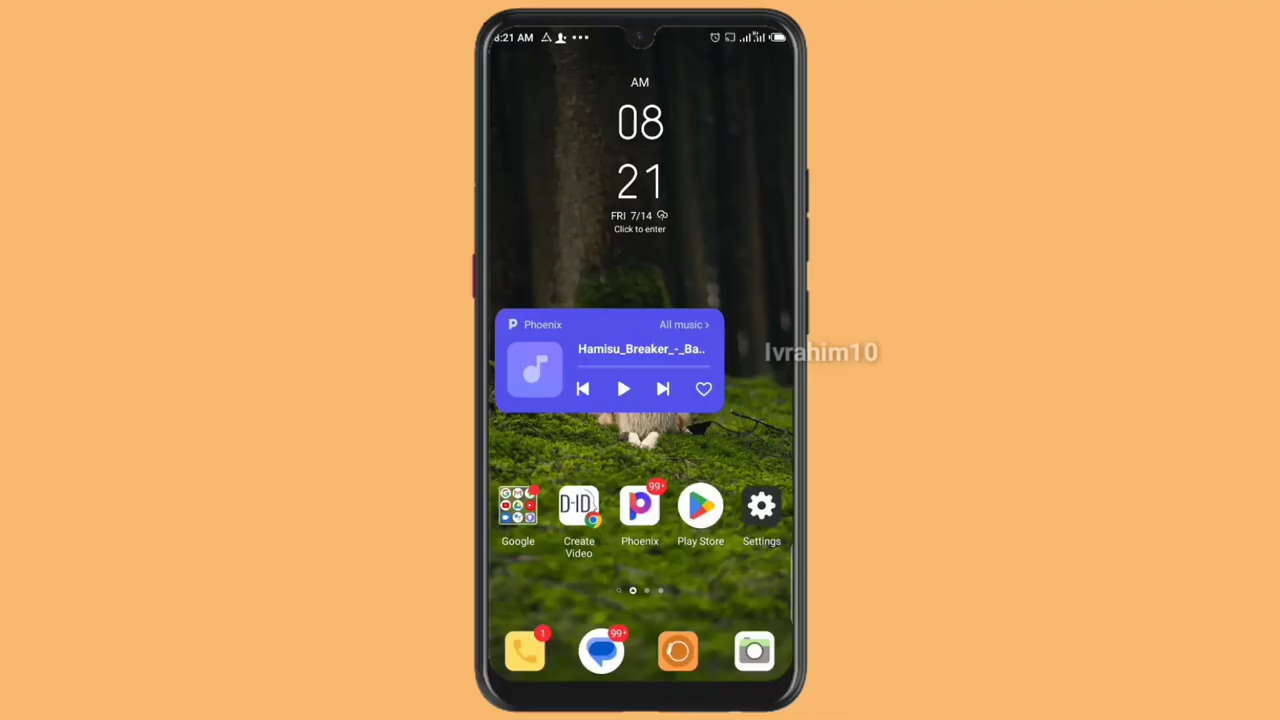 8:21 AM
AM
08
21
FRI 7/14
Click to enter
Phoenix
All music ›
Hamisu_Breaker_-_Ba..
Ivrahim10
D-ID
99+
Google
Create Video
Phoenix
Play Store
Settings
1
99+